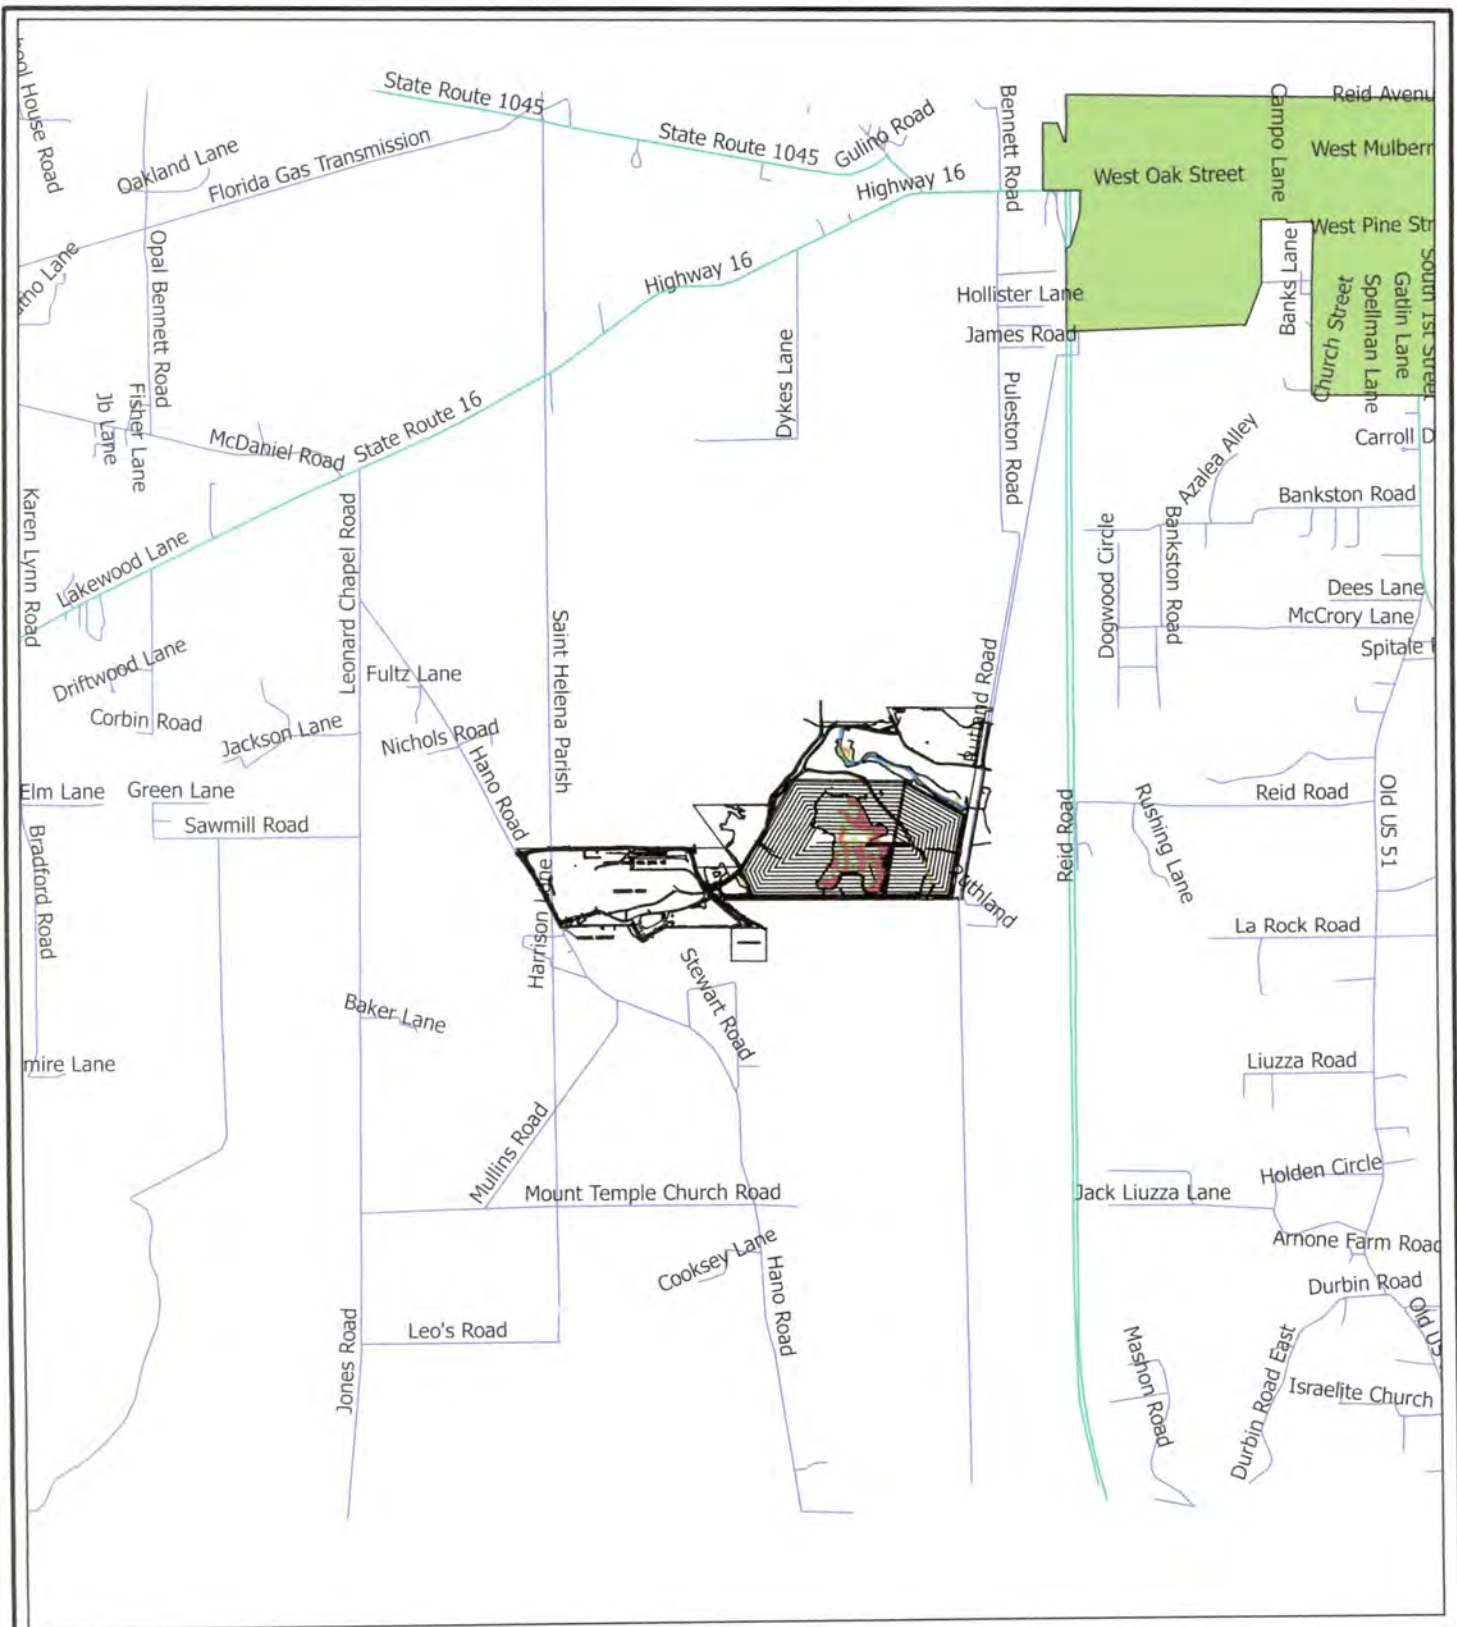 State Route 1045
State Route 1045
Gulino Road
Bennett Road
Campo Lane
House Road
Oakland Lane
Florida Gas Transmission
Highway 16
West Oak Street
West Pine
Opal Bennett Road
Highway 16
Hollister Lane
Banks Lane
Church Street
Spellman Lane
Gatlin Lane
South 1st Street
James Road
Dykes Lane
Puleston Road
Jb Lane
Fisher Lane
McDaniel Road
State Route 16
Azalea Alley
Carroll
Karen Lynn Road
Leonard Chapel Road
Bankston Road
Bankston Road
Dogwood Circle
Lakewood Lane
Dees Lane
McCrory Lane
Spitale
Saint Helena Parish
Driftwood Lane
Fultz Lane
Rutland Road
Corbin Road
Jackson Lane
Nichols Road
Hano Road
Elm Lane
Green Lane
Sawmill Road
Bradford Road
Reid Road
Reid Road
Rushing Lane
Old US 51
Harrison Lane
La Rock Road
Stewart Road
Baker Lane
mire Lane
Liuzza Road
Mullins Road
Mount Temple Church Road
Holden Circle
Jack Liuzza Lane
Cooksey Lane
Hano Road
Arnone Farm Road
Durbin Road
Old US
Jones Road
Leo's Road
Mashon Road
Durbin Road East
Israelite Church